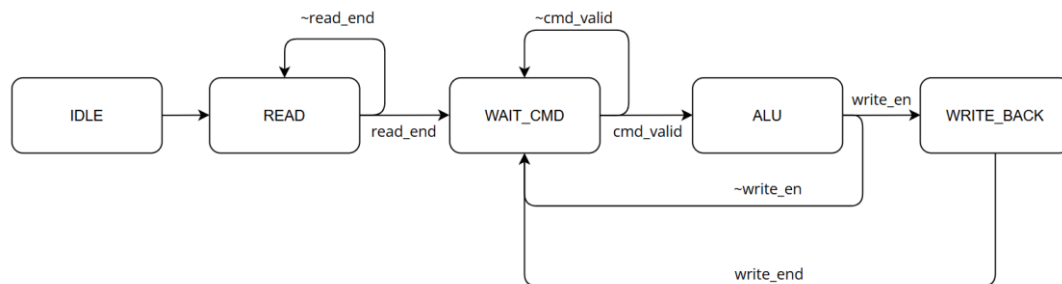 ~read_end
~cmd_valid
IDLE
READ
read_end
WAIT_CMD
cmd_valid
ALU
write_en
WRITE_BACK
~write_en
write_end